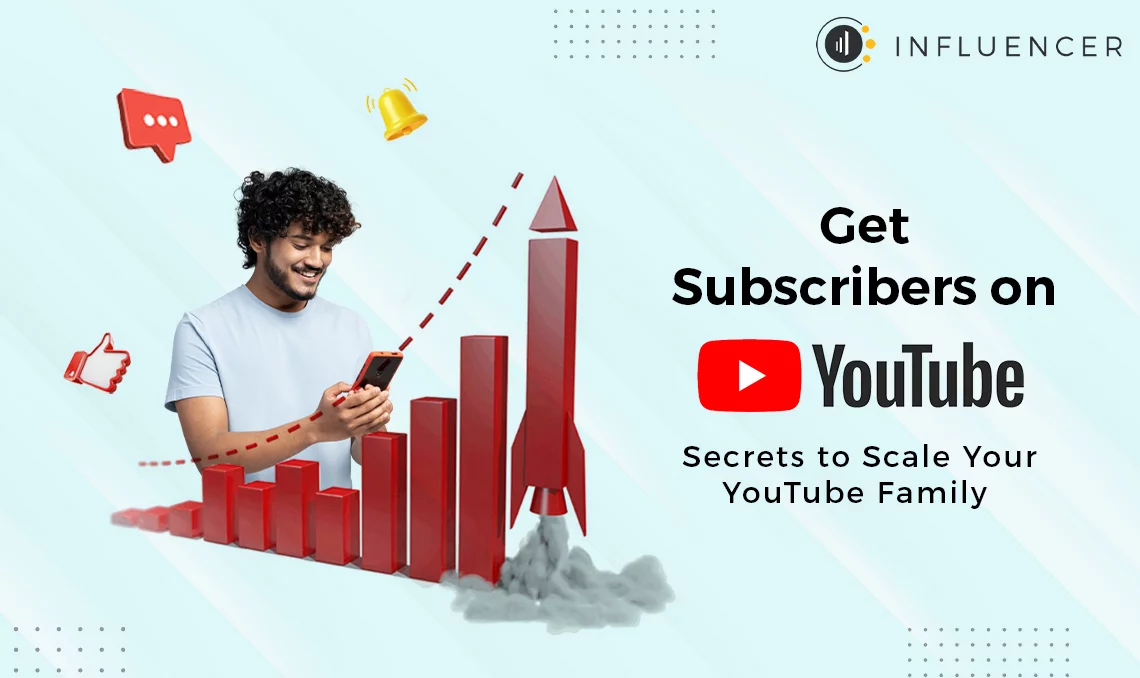 INFLUENCER
Get
Subscribers on
YouTube
Secrets to Scale Your
YouTube Family